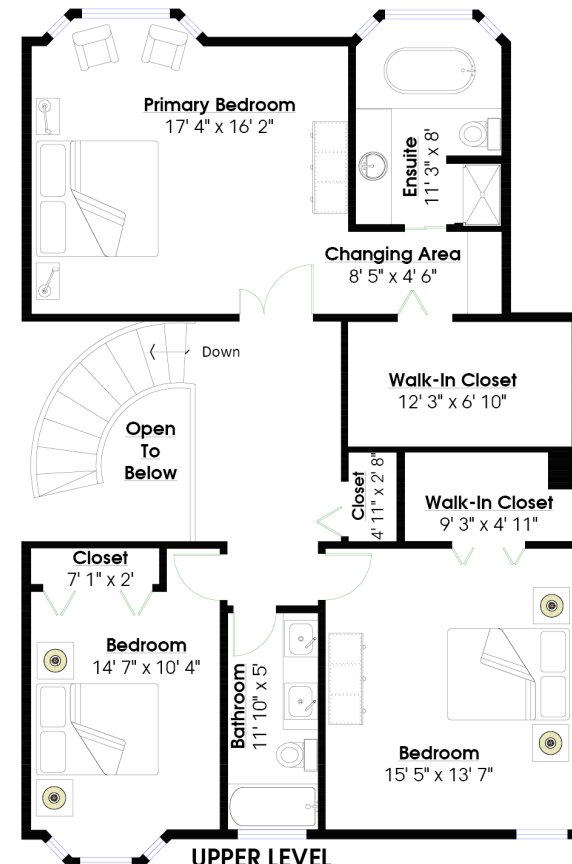 Primary Bedroom
17' 4" x 16' 2"
Ensuite
11' 3" x 8'
Changing Area
8' 5" x 4' 6"
Down
Walk-In Closet
12' 3" x 6' 10"
Open
To
Below
Closet
4' 11" x 2' 8"
Walk-In Closet
9' 3" x 4' 11"
Closet
7' 1" x 2'
Bedroom
14' 7" x 10' 4"
Bathroom
11' 10" x 5'
Bedroom
15' 5" x 13' 7"
UPPER LEVEL